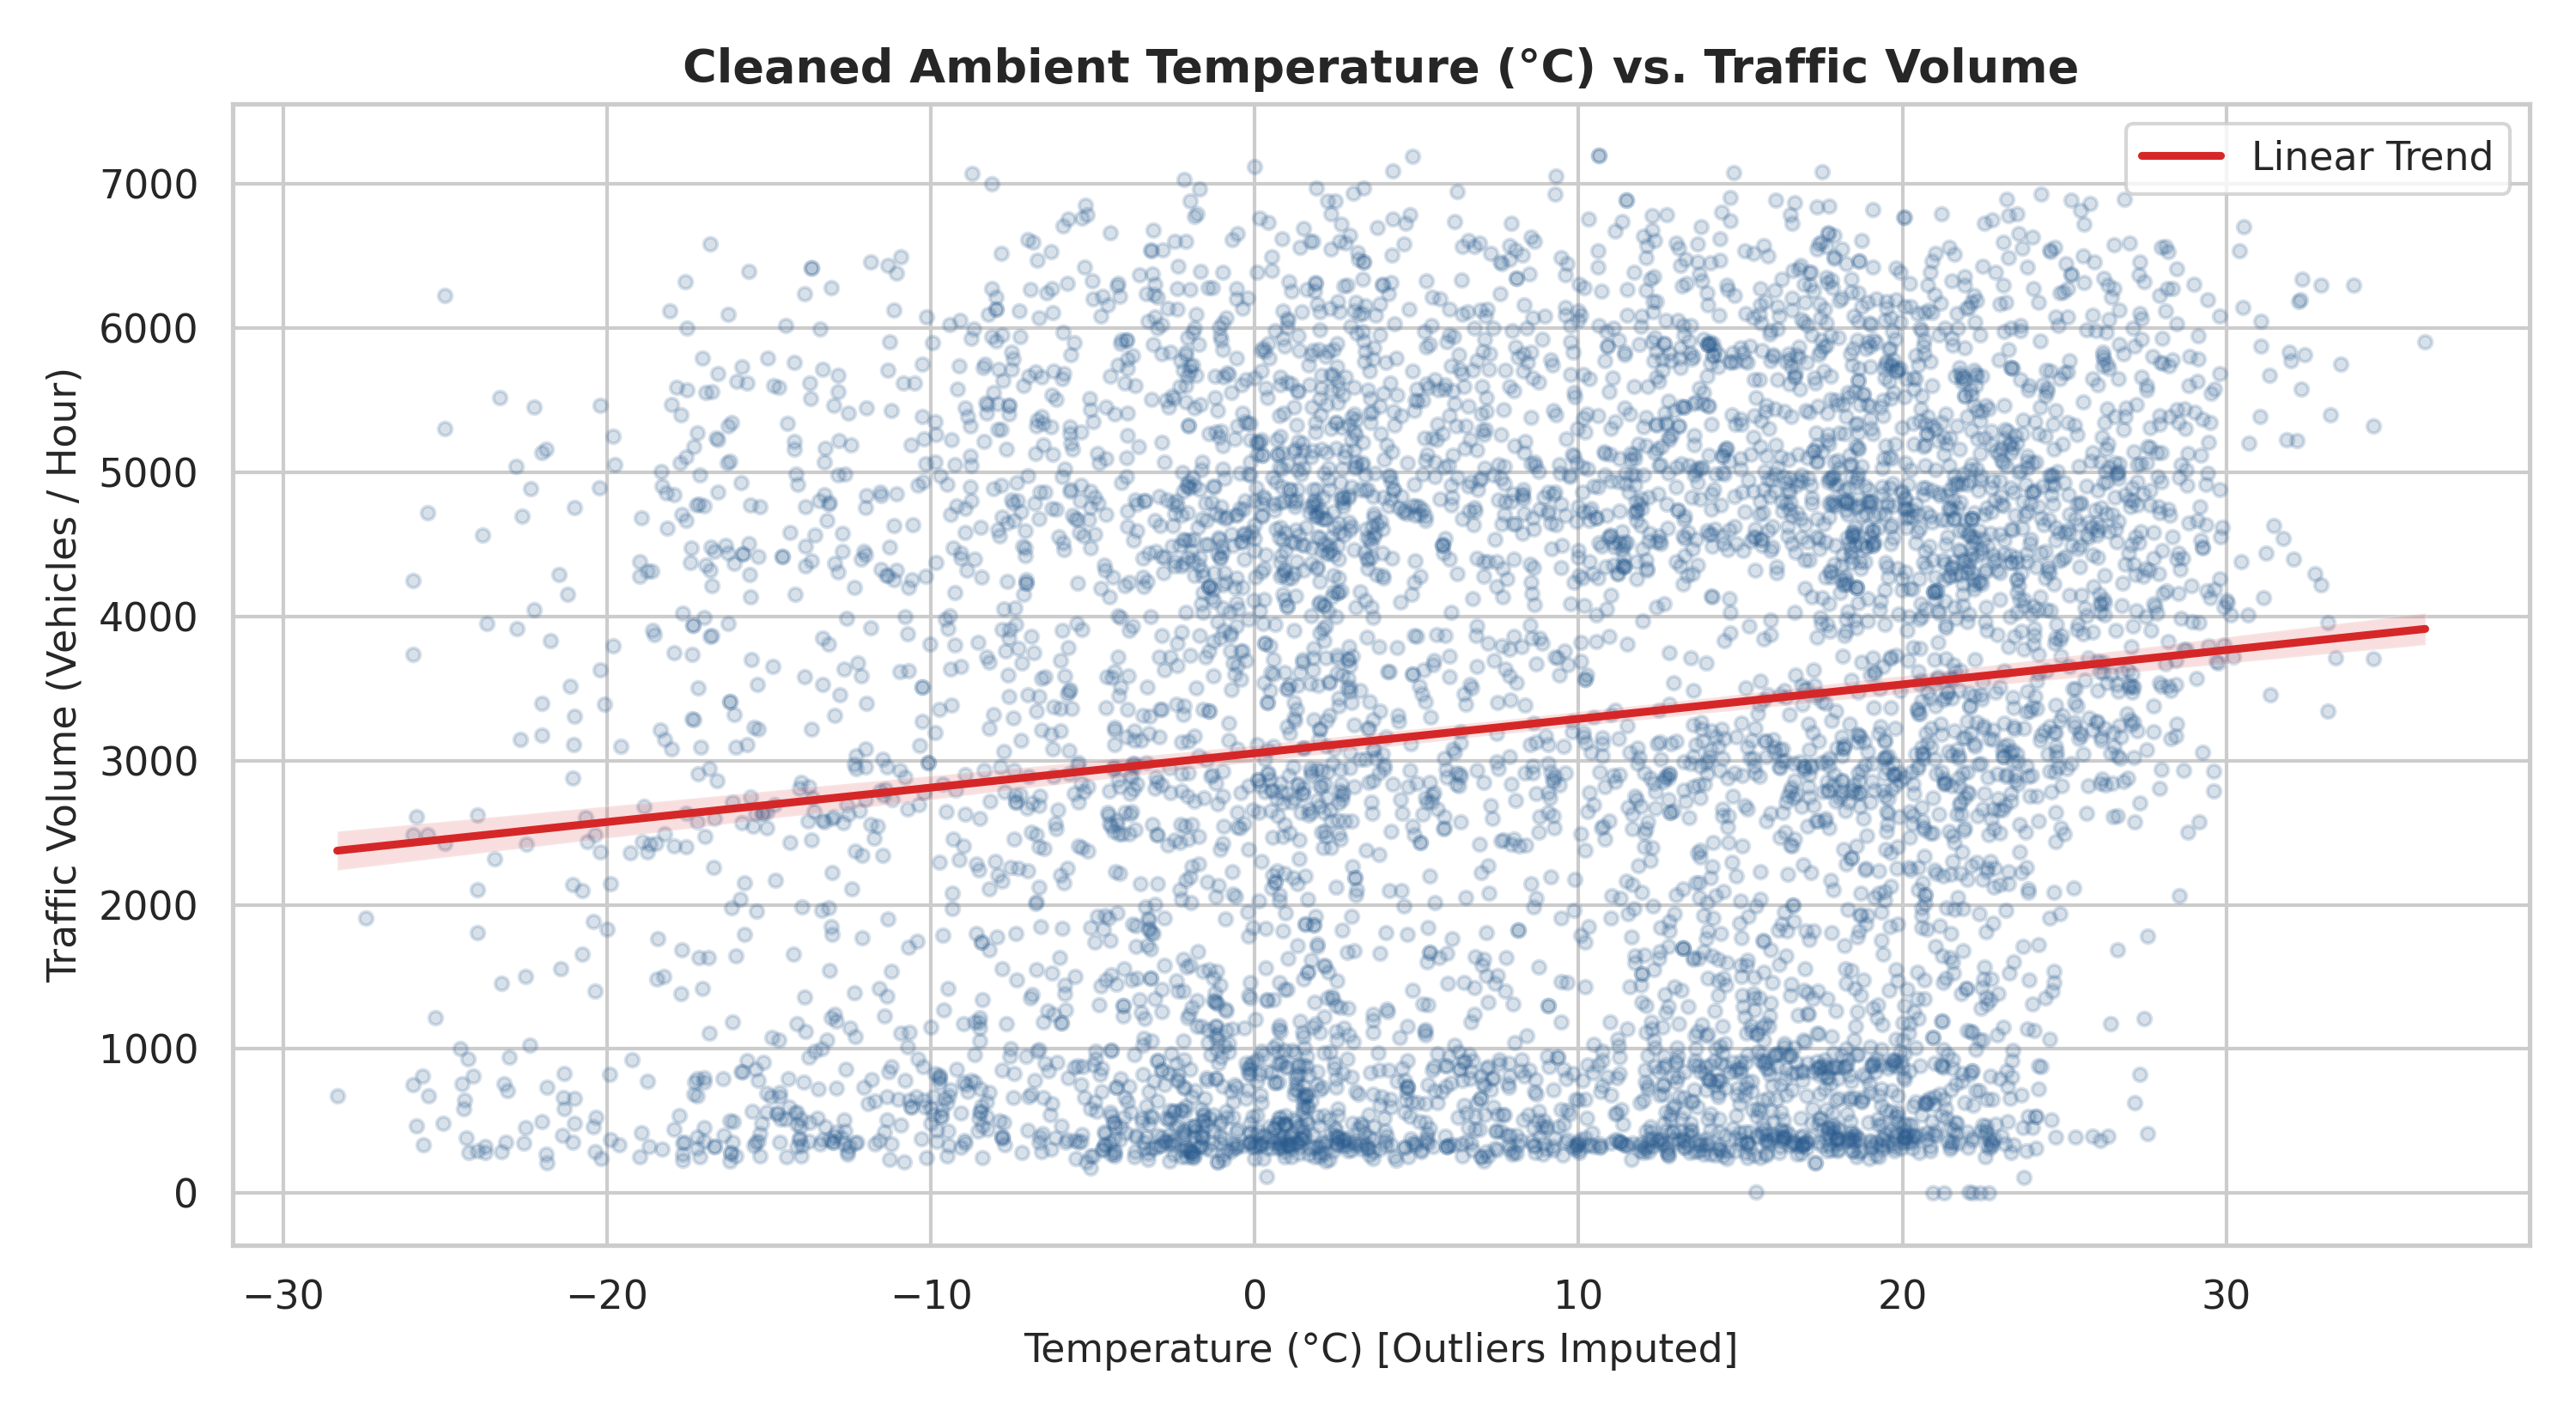 Cleaned Ambient Temperature (°C) vs. Traffic Volume
Linear Trend
Traffic Volume (Vehicles / Hour)
7000
6000
5000
4000
3000
2000
1000
0
−30 −20 −10 0 10 20 30
Temperature (°C) [Outliers Imputed]